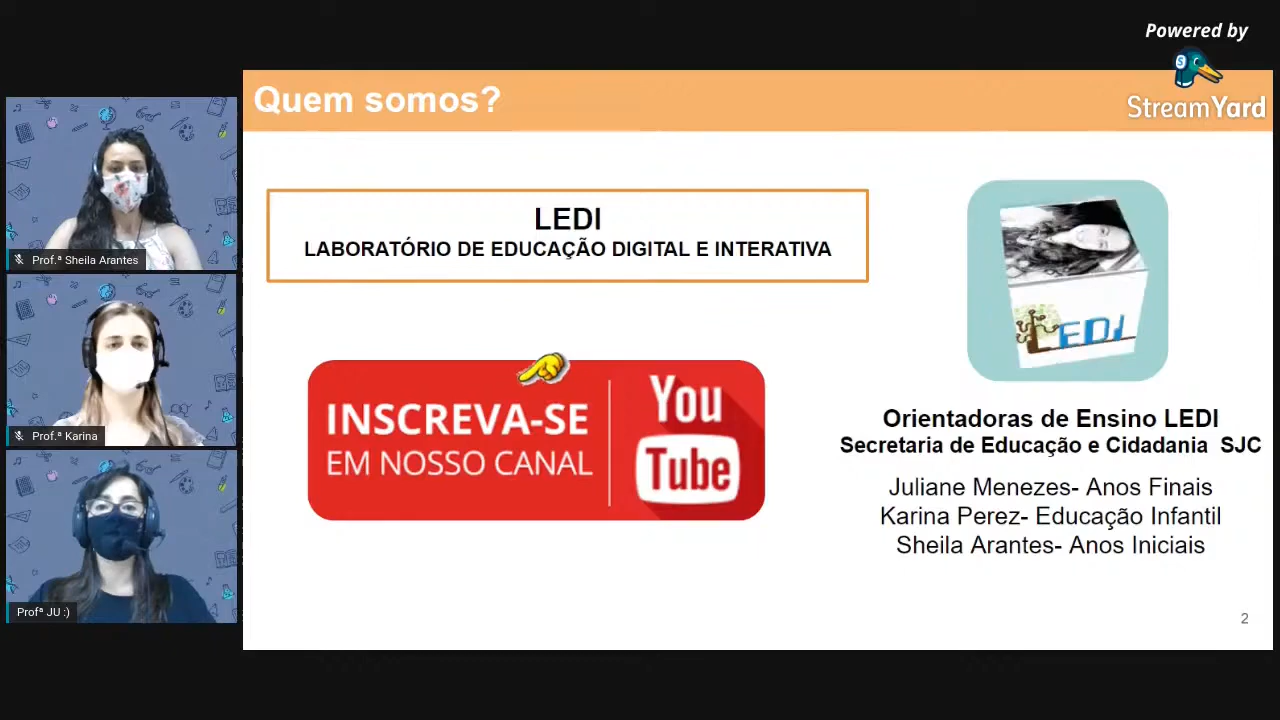 Powered by
StreamYard
Quem somos?
LEDI
LABORATÓRIO DE EDUCAÇÃO DIGITAL E INTERATIVA
LEDI
INSCREVA-SE
EM NOSSO CANAL
You
Tube
Orientadoras de Ensino LEDI
Secretaria de Educação e Cidadania SJC
Juliane Menezes- Anos Finais
Karina Perez- Educação Infantil
Sheila Arantes- Anos Iniciais
2
Prof.ª Sheila Arantes
Prof.ª Karina
Profª JU :)